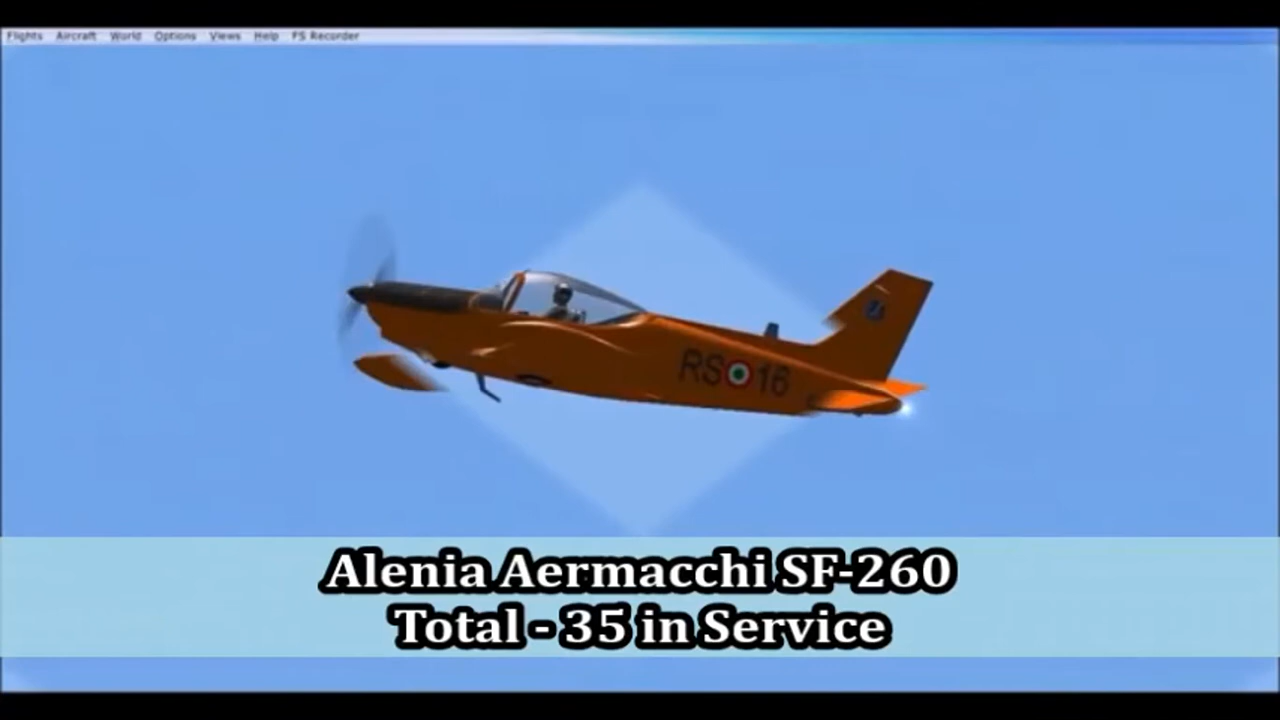 Flights Aircraft World Options Views Help FS Recorder
RS 16
Alenia Aermacchi SF-260
Total - 35 in Service